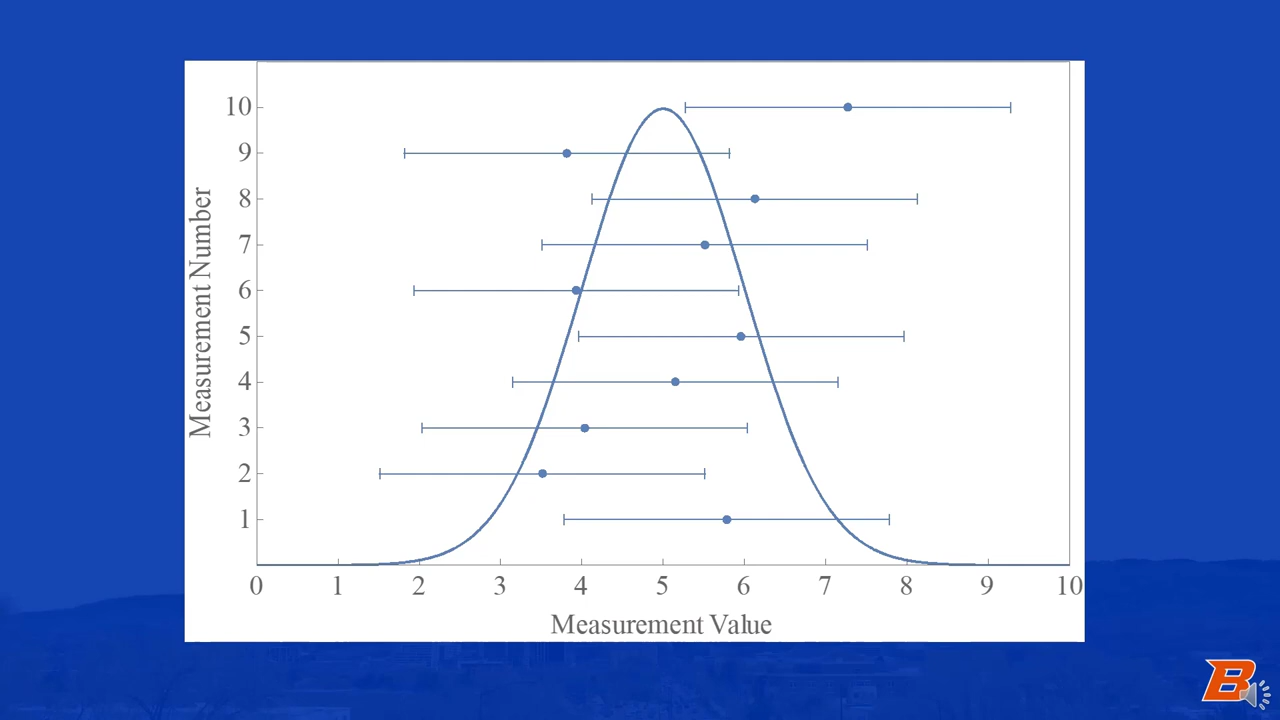 10
9
8
7
6
5
4
3
2
1
Measurement Number
0 1 2 3 4 5 6 7 8 9 10
Measurement Value
B